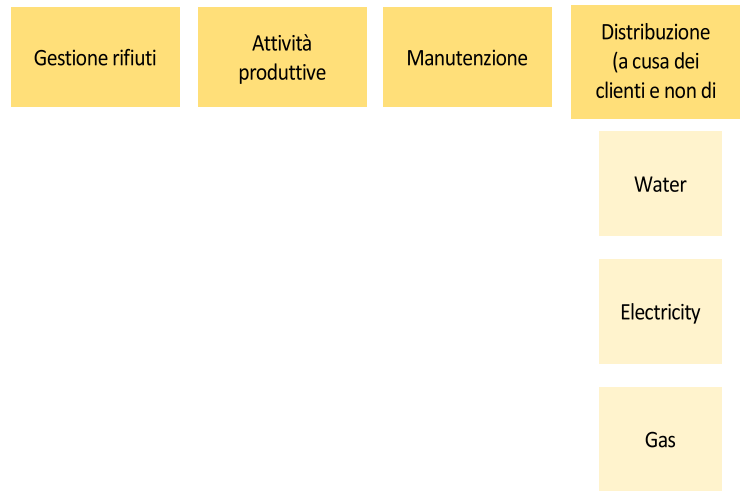 Gestione rifiuti
Attività
produttive
Manutenzione
Distribuzione
(a cusa dei
clienti e non di
Water
Electricity
Gas